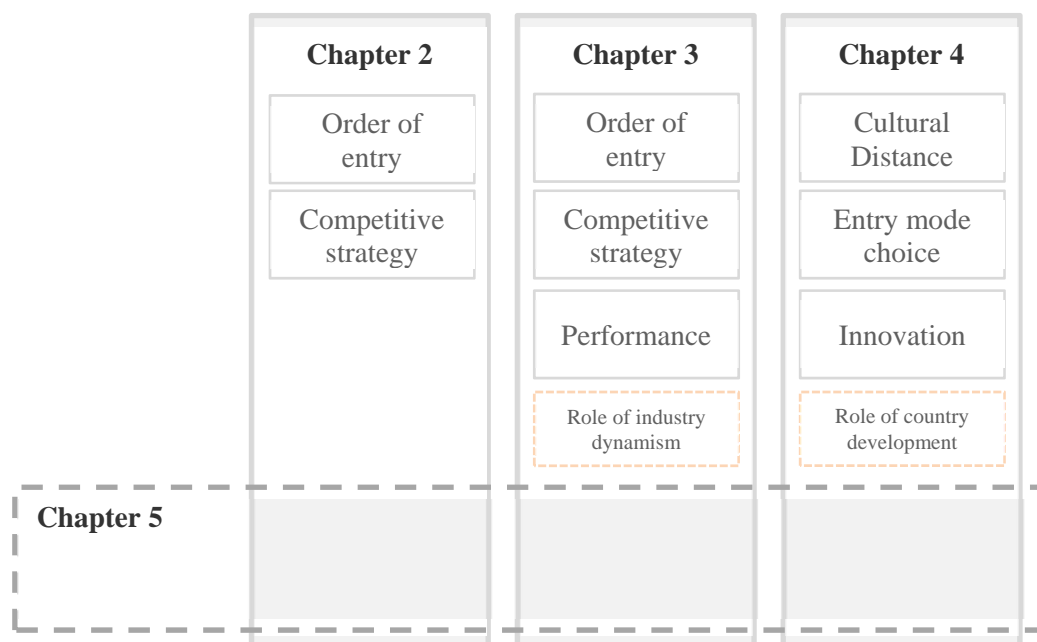 Chapter 2
Order of
entry
Competitive
strategy
Chapter 3
Order of
entry
Competitive
strategy
Performance
Role of industry
dynamism
Chapter 4
Cultural
Distance
Entry mode
choice
Innovation
Role of country
development
Chapter 5